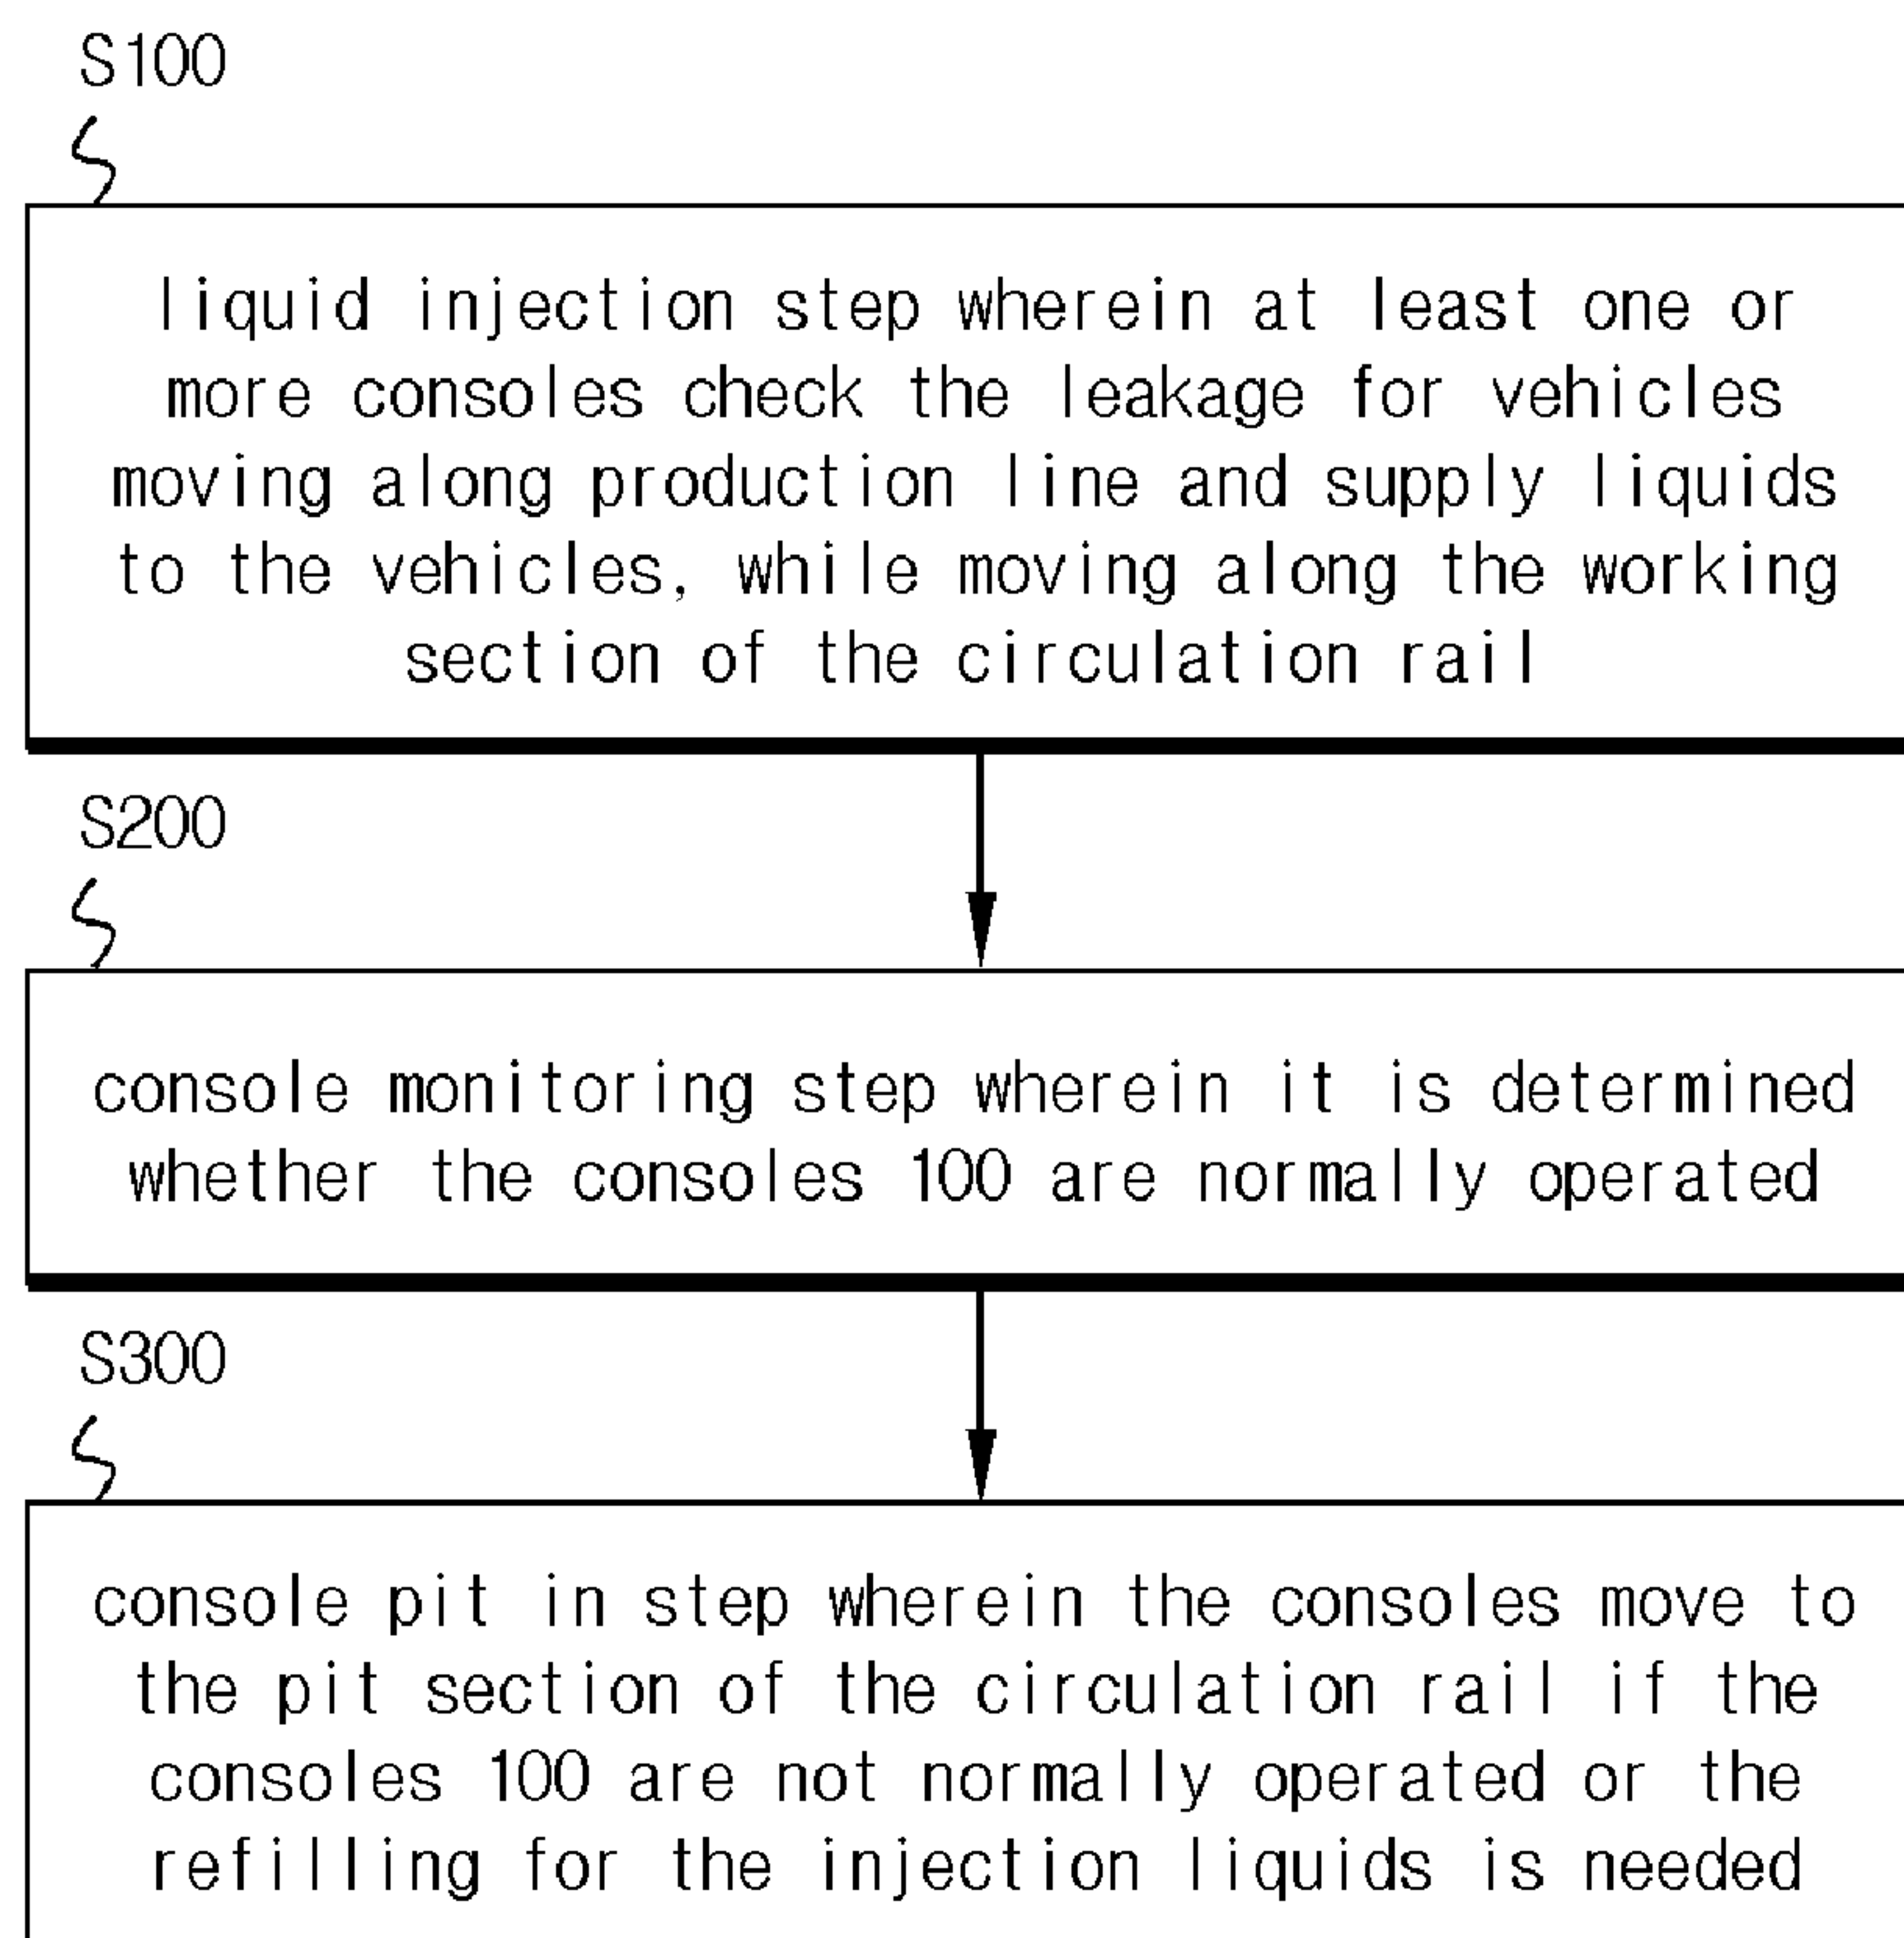 S100
liquid injection step wherein at least one or
more consoles check the leakage for vehicles
moving along production line and supply liquids
to the vehicles, while moving along the working
section of the circulation rail
S200
console monitoring step wherein it is determined
whether the consoles 100 are normally operated
S300
console pit in step wherein the consoles move to
the pit section of the circulation rail if the
consoles 100 are not normally operated or the
refilling for the injection liquids is needed